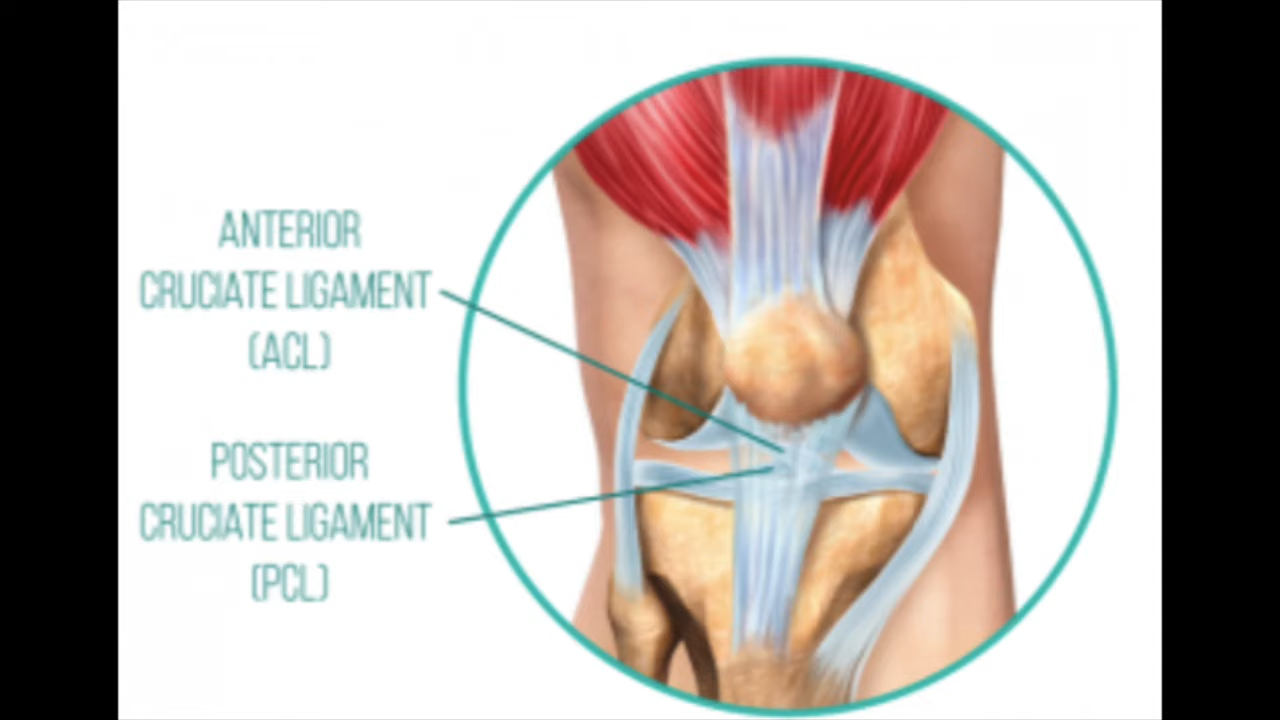 ANTERIOR
CRUCIATE LIGAMENT
(ACL)
POSTERIOR
CRUCIATE LIGAMENT
(PCL)